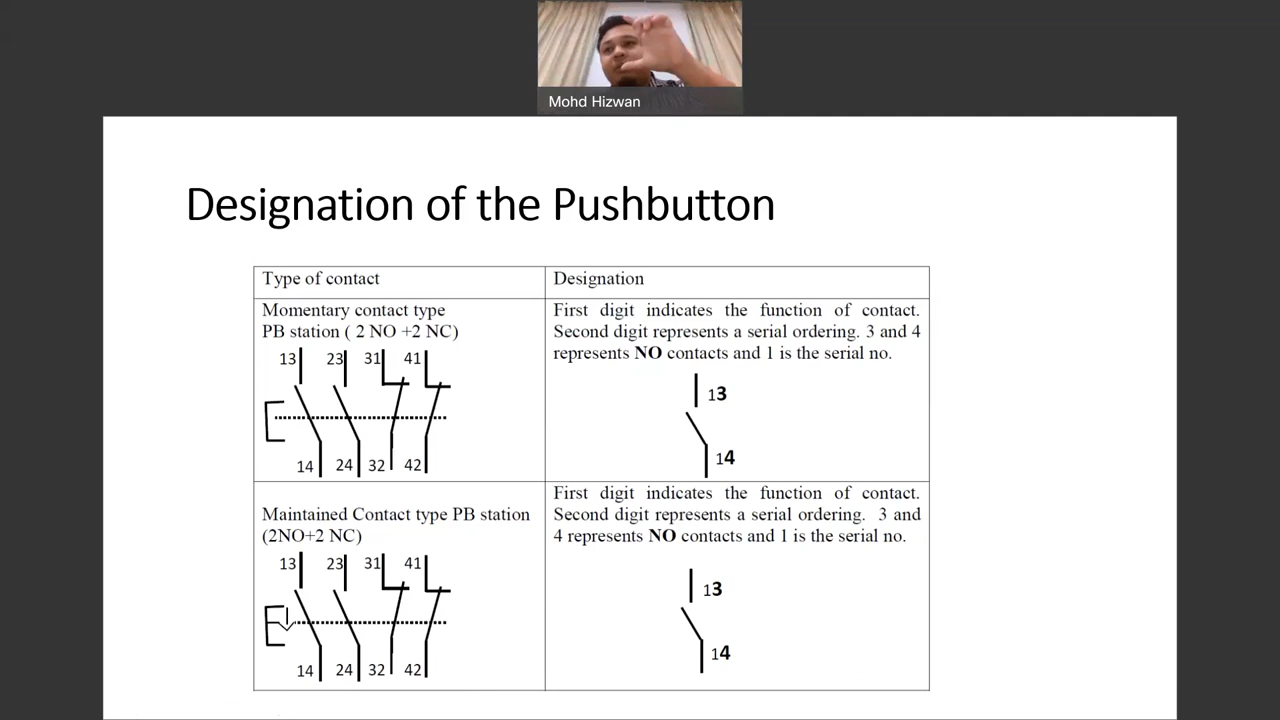 Mohd Hizwan
Designation of the Pushbutton
Type of contact
Designation
Momentary contact type
PB station ( 2 NO +2 NC)
13 23 31 41
14 24 32 42
First digit indicates the function of contact.
Second digit represents a serial ordering. 3 and 4
represents NO contacts and 1 is the serial no.
13
14
Maintained Contact type PB station
(2NO+2 NC)
13 23 31 41
14 24 32 42
First digit indicates the function of contact.
Second digit represents a serial ordering. 3 and
4 represents NO contacts and 1 is the serial no.
13
14